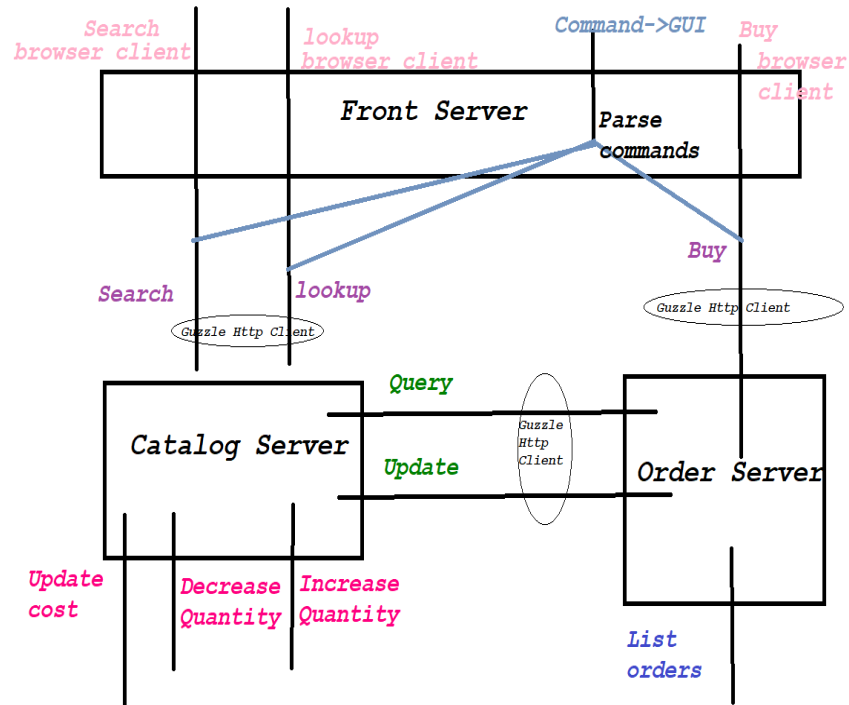 Search
browser client
lookup
browser client
Command->GUI
Buy
browser
client
Front Server
Parse
commands
Search
lookup
Buy
Guzzle Http Client
Guzzle Http Client
Query
Guzzle
Http
Client
Catalog Server
Update
Order Server
Update
cost
Decrease
Quantity
Increase
Quantity
List
orders